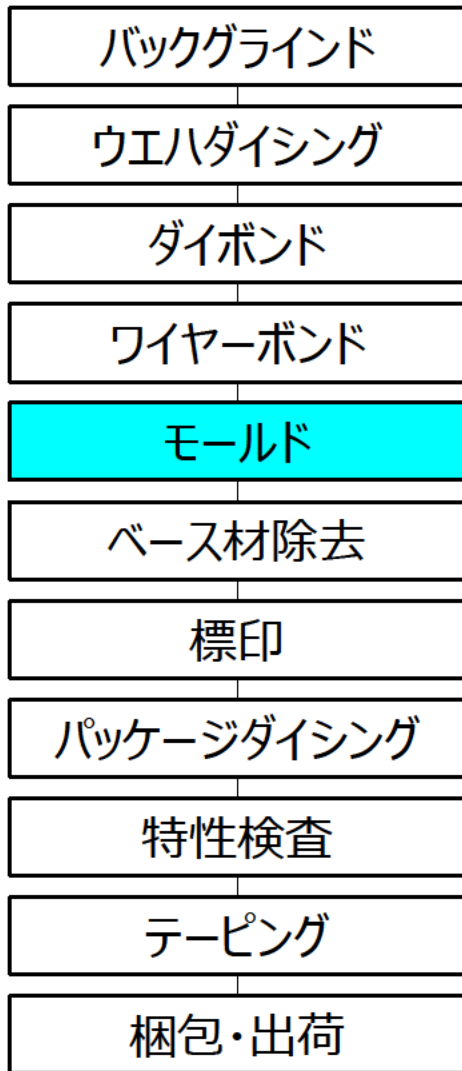 バックグラインド
ウエハダイシング
ダイボンド
ワイヤーボンド
モールド
ベース材除去
標印
パッケージダイシング
特性検査
テーピング
梱包・出荷